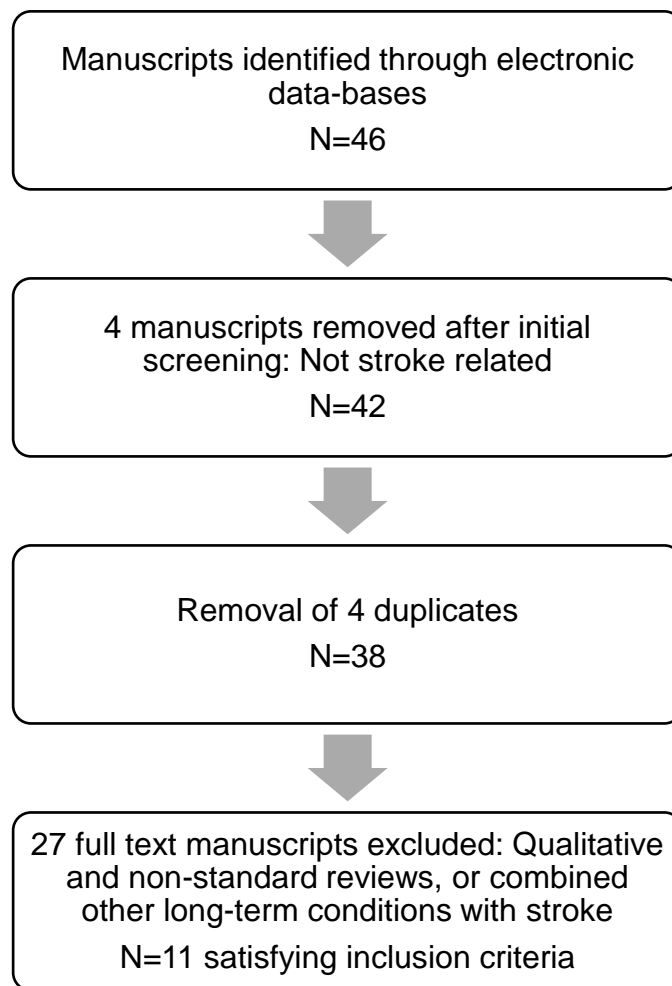 Manuscripts identified through electronic
data-bases
N=46
4 manuscripts removed after initial
screening: Not stroke related
N=42
Removal of 4 duplicates
N=38
27 full text manuscripts excluded: Qualitative
and non-standard reviews, or combined
other long-term conditions with stroke
N=11 satisfying inclusion criteria